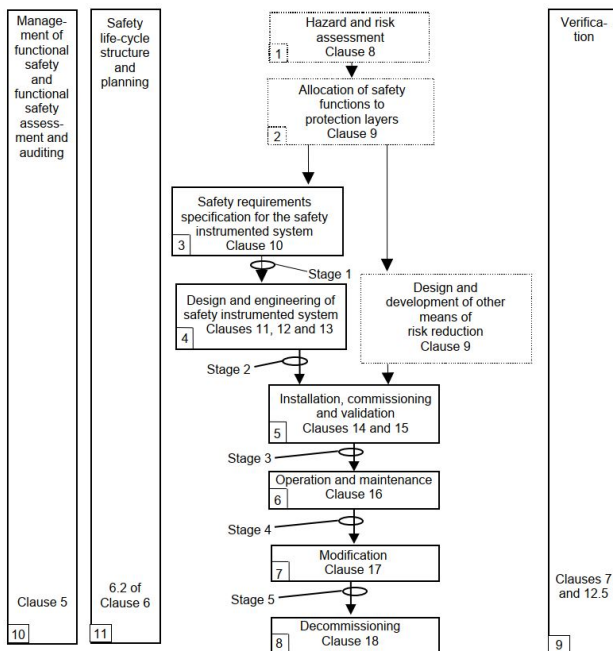 Manage-
ment of
functional
safety
and
functional
safety
assess-
ment and
auditing
Clause 5
10
Safety
life-cycle
structure
and
planning
6.2 of
Clause 6
11
Hazard and risk
assessment
Clause 8
1
Allocation of safety
functions to
protection layers
Clause 9
2
Safety requirements
specification for the safety
instrumented system
Clause 10
3
Stage 1
Design and engineering of
safety instrumented system
Clauses 11, 12 and 13
4
Design and
development of other
means of
risk reduction
Clause 9
Stage 2
Installation, commissioning
and validation
Clauses 14 and 15
5
Stage 3
Operation and maintenance
Clause 16
6
Stage 4
Modification
Clause 17
7
Stage 5
Decommissioning
Clause 18
8
Verifica-
tion
Clauses 7
and 12.5
9